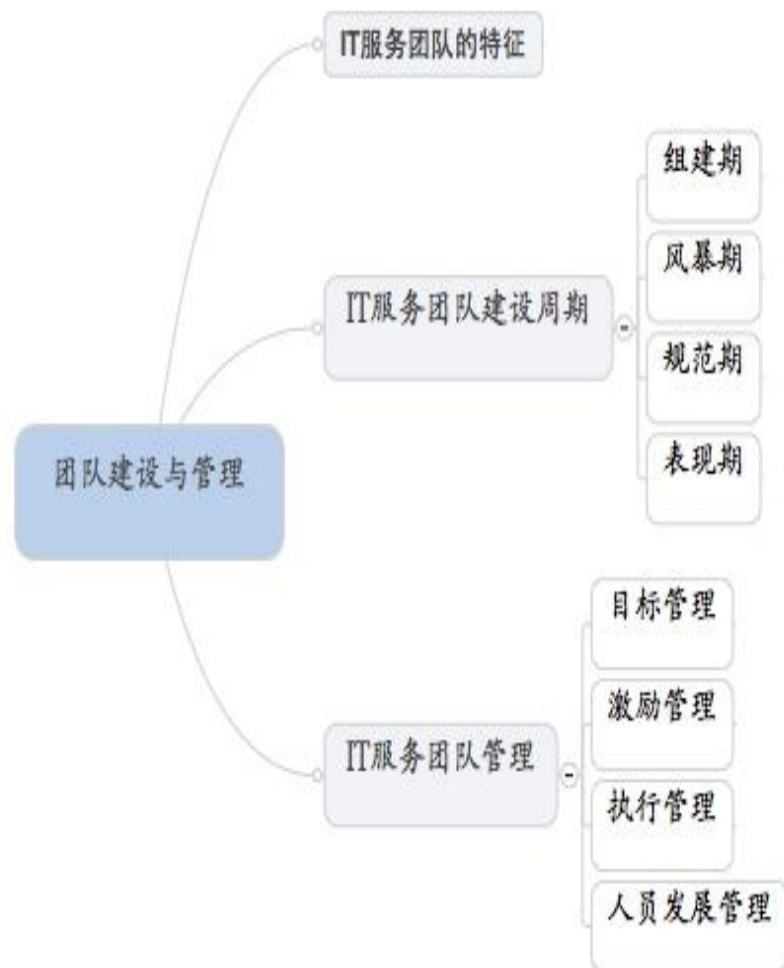 IT服务团队的特征
组建期
风暴期
IT服务团队建设周期
规范期
表现期
团队建设与管理
目标管理
激励管理
IT服务团队管理
执行管理
人员发展管理